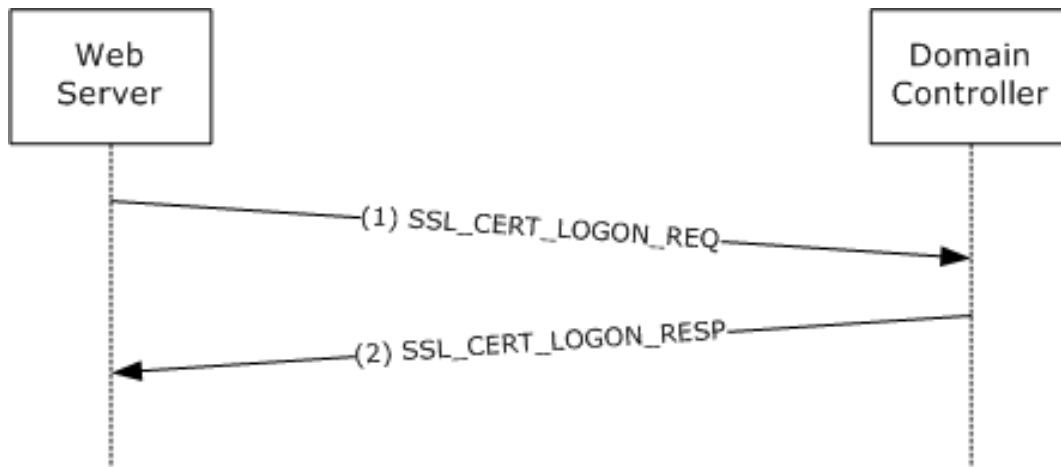 Web
Server
Domain
Controller
(1) SSL_CERT_LOGON_REQ
(2) SSL_CERT_LOGON_RESP